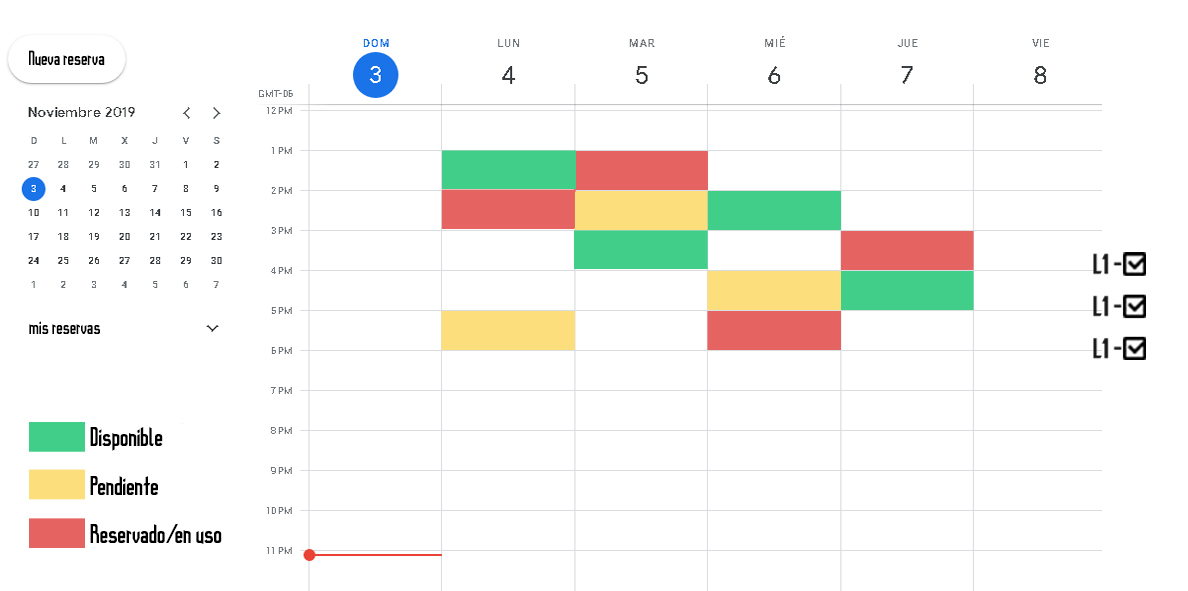 Nueva reserva
Noviembre 2019
D L M X J V S
27 28 29 30 31 1 2
3 4 5 6 7 8 9
10 11 12 13 14 15 16
17 18 19 20 21 22 23
24 25 26 27 28 29 30
1 2 3 4 5 6 7
mis reservas
Disponible
Pendiente
Reservado/en uso
DOM LUN MAR MIÉ JUE VIE
3 4 5 6 7 8
GMT-05
12 PM
1 PM
2 PM
3 PM
4 PM
5 PM
6 PM
7 PM
8 PM
9 PM
10 PM
11 PM
L1 -
L1 -
L1 -